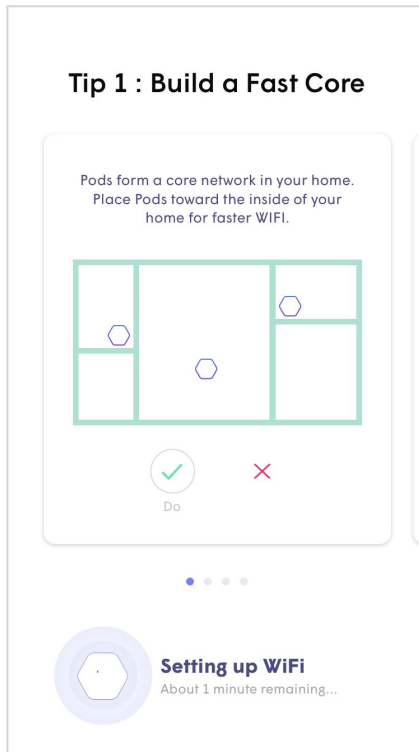 Tip 1 : Build a Fast Core
Pods form a core network in your home.
Place Pods toward the inside of your
home for faster WIFI.
Do
Setting up WiFi
About 1 minute remaining...